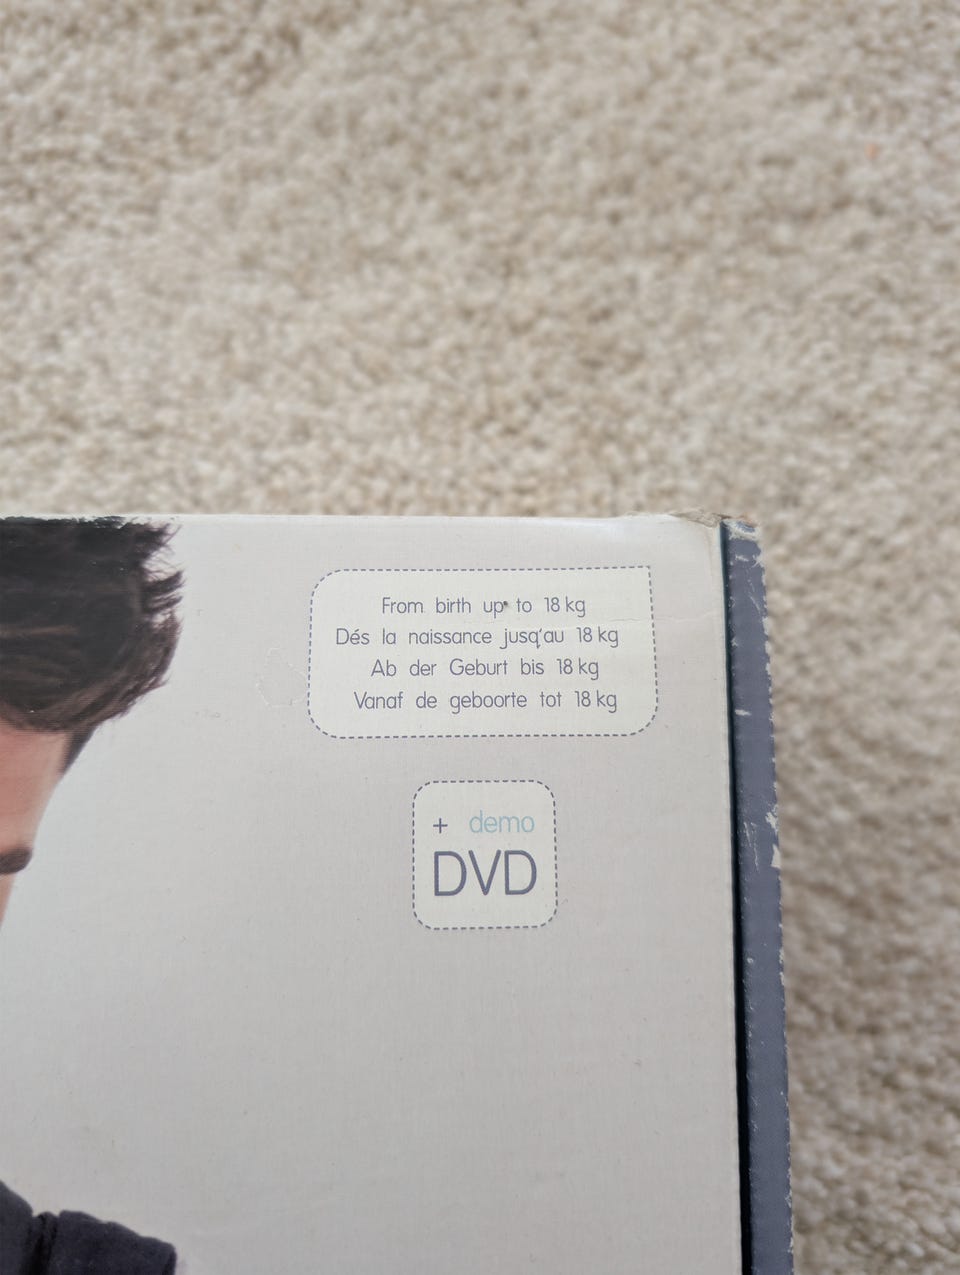 From birth up to 18 kg
Dés la naissance jusq'au 18 kg
Ab der Geburt bis 18 kg
Vanaf de geboorte tot 18 kg
+ demo
DVD